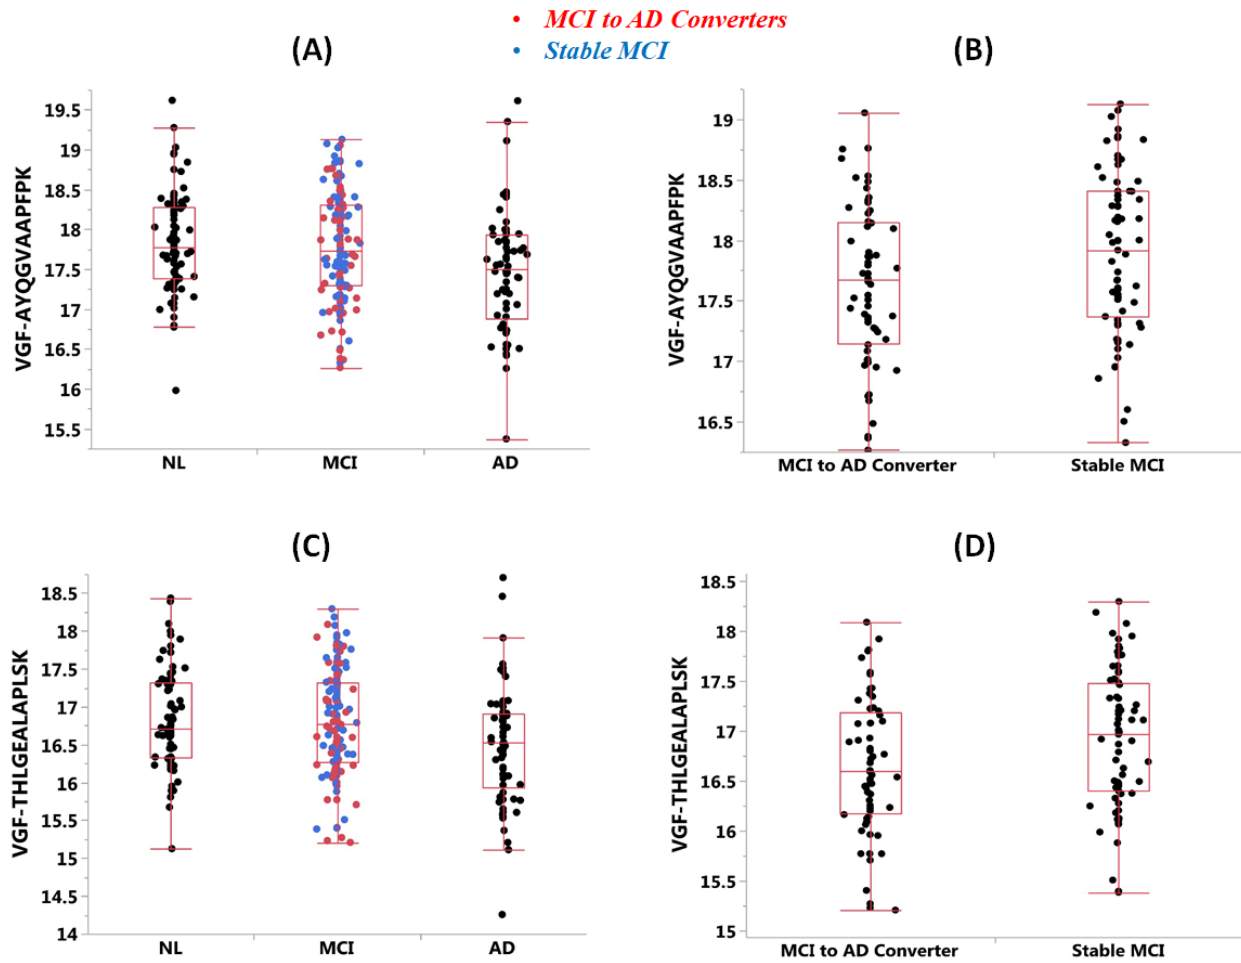 • MCI to AD Converters
• Stable MCI
(A)
VGF-AYQGVAAPFPK
19.5
19
18.5
18
17.5
17
16.5
16
15.5
NL
MCI
AD
(B)
VGF-AYQGVAAPFPK
19
18.5
18
17.5
17
16.5
MCI to AD Converter
Stable MCI
(C)
VGF-THLGEALAPLSK
18.5
18
17.5
17
16.5
16
15.5
15
14.5
14
NL
MCI
AD
(D)
VGF-THLGEALAPLSK
18.5
18
17.5
17
16.5
16
15.5
15
MCI to AD Converter
Stable MCI